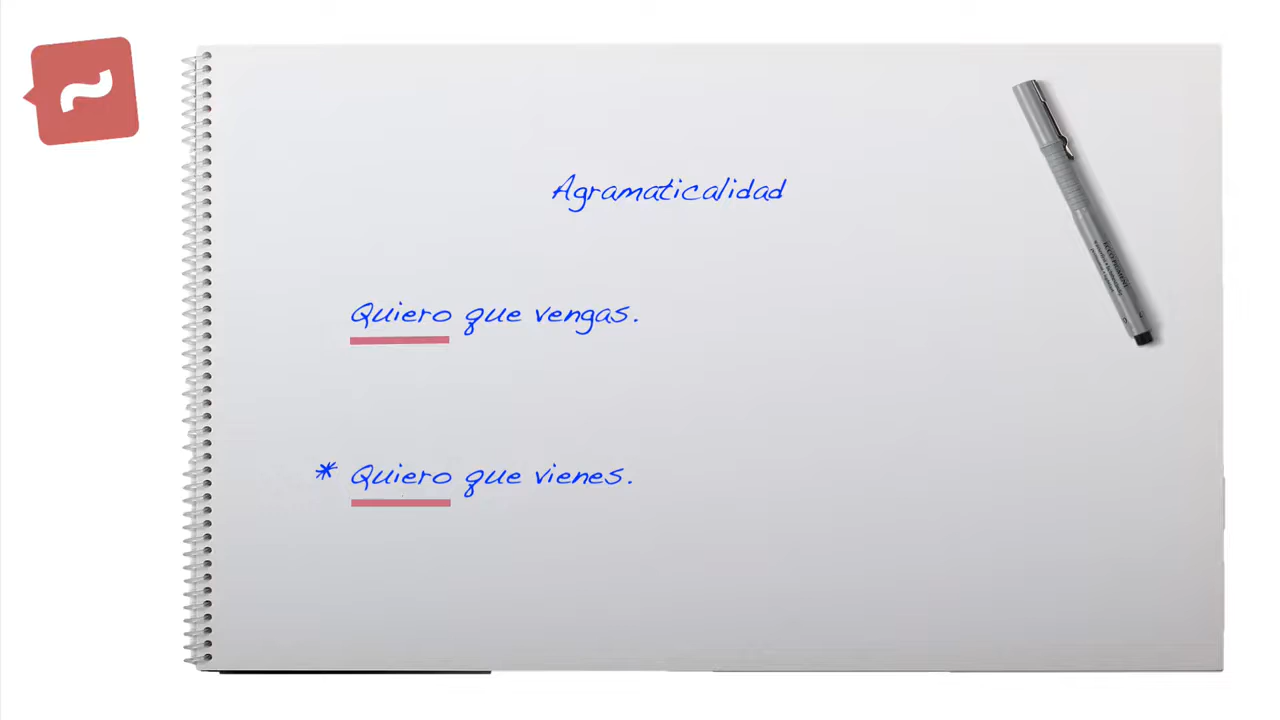 Agramaticalidad
Quiero que vengas.
* Quiero que vienes.